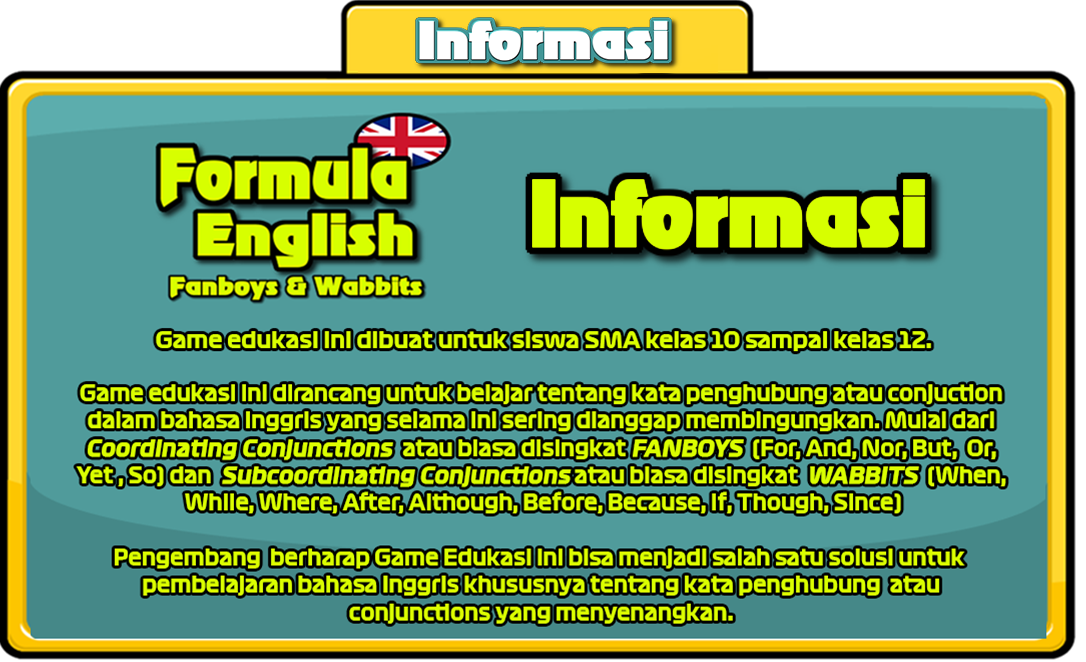 Informasi
Formula
English
Fanboys & Wabbits
Informasi
Game edukasi ini dibuat untuk siswa SMA kelas 10 sampai kelas 12.
Game edukasi ini dirancang untuk belajar tentang kata penghubung atau conjuction
dalam bahasa inggris yang selama ini sering dianggap membingungkan. Mulai dari
Coordinating Conjunctions atau biasa disingkat FANBOYS (For, And, Nor, But, Or,
Yet , So) dan Subcoordinating Conjunctions atau biasa disingkat WABBITS (When,
While, Where, After, Although, Before, Because, If, Though, Since)
Pengembang berharap Game Edukasi ini bisa menjadi salah satu solusi untuk
pembelajaran bahasa inggris khususnya tentang kata penghubung atau
conjunctions yang menyenangkan.